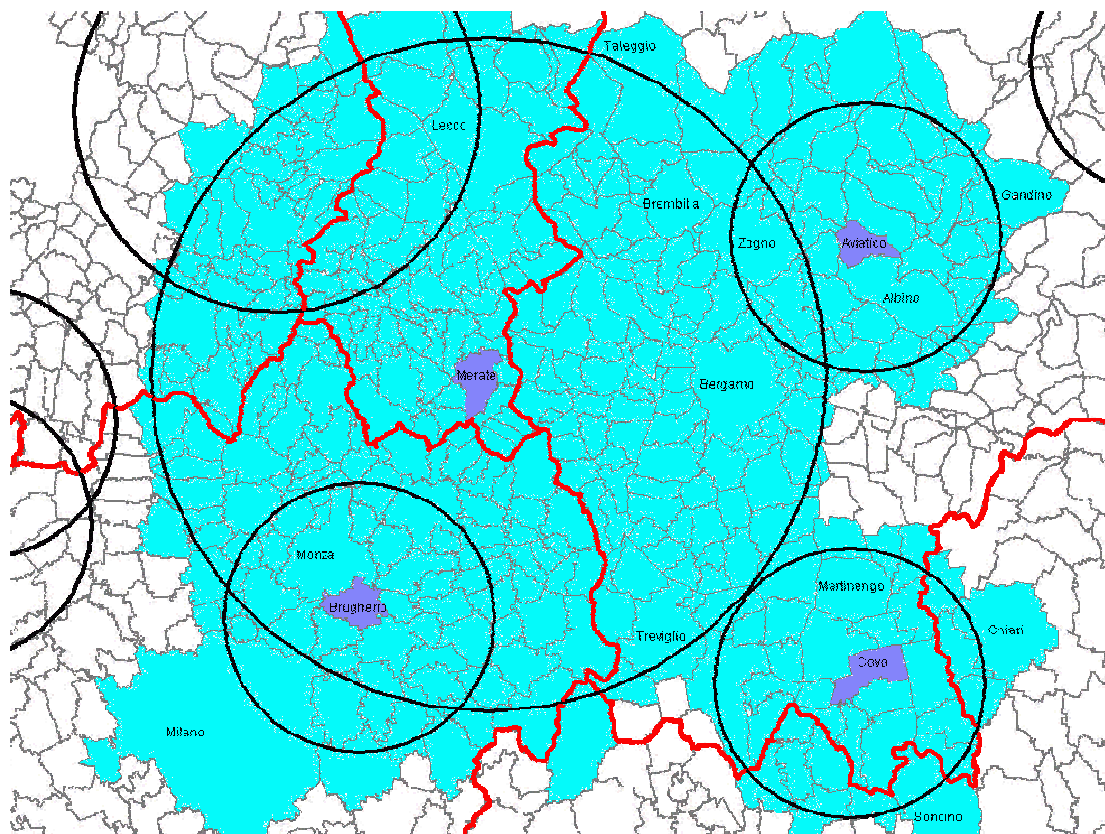 Taleggio
Lecco
Gandino
Brembilla
Zogno
Aviatico
Albino
Merate
Bergamo
Monza
Martinengo
Brugherio
Chiari
Treviglio
Covo
Milano
Soncino